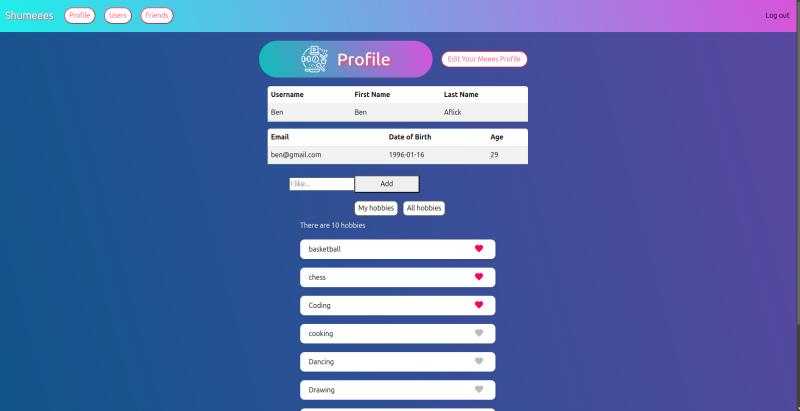 Shumeees Profile Users Friends Log out
Profile Edit Your Meees Profile
Username First Name Last Name
Ben Ben Aflick
Email Date of Birth Age
ben@gmail.com 1996-01-16 29
I like... Add
My hobbies All hobbies
There are 10 hobbies
basketball
chess
Coding
cooking
Dancing
Drawing